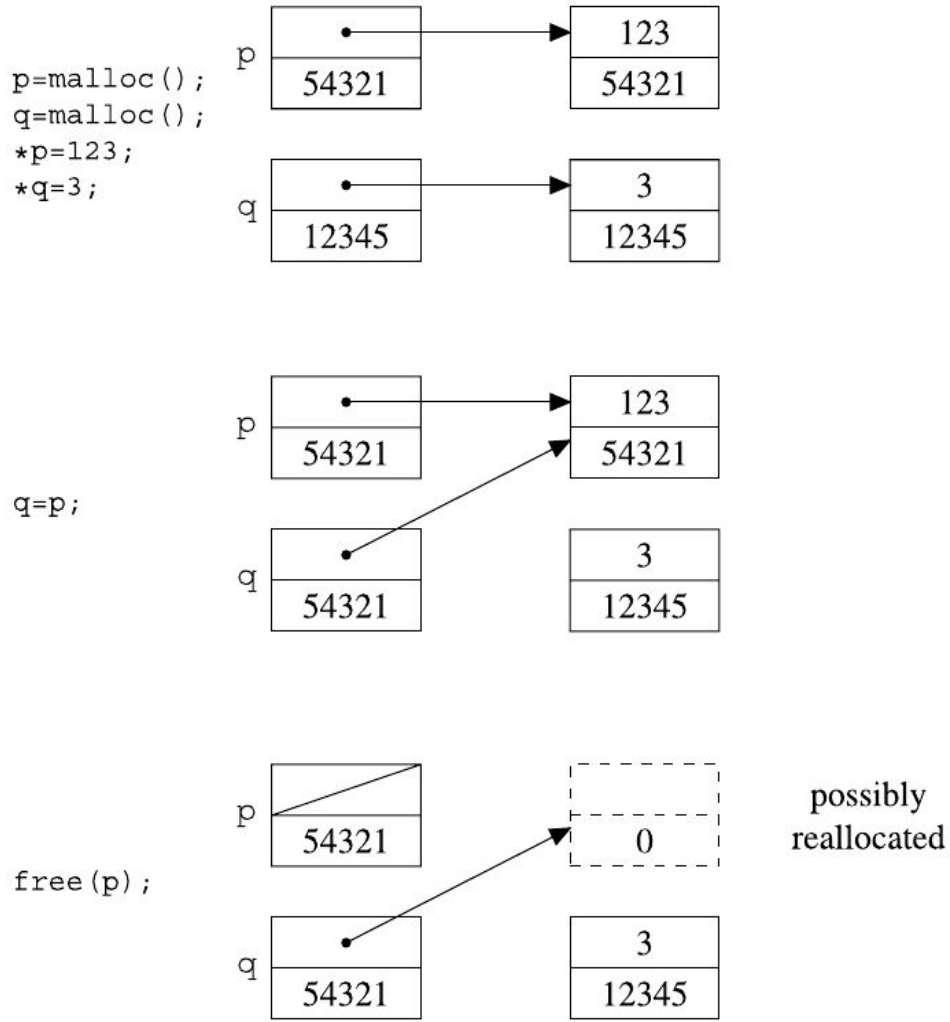 p
123
54321
54321
p=malloc();
q=malloc();
*p=123;
*q=3;
q
3
12345
12345
p
123
54321
54321
q=p;
q
3
54321
12345
p
possibly
54321
0
reallocated
free(p);
q
3
54321
12345